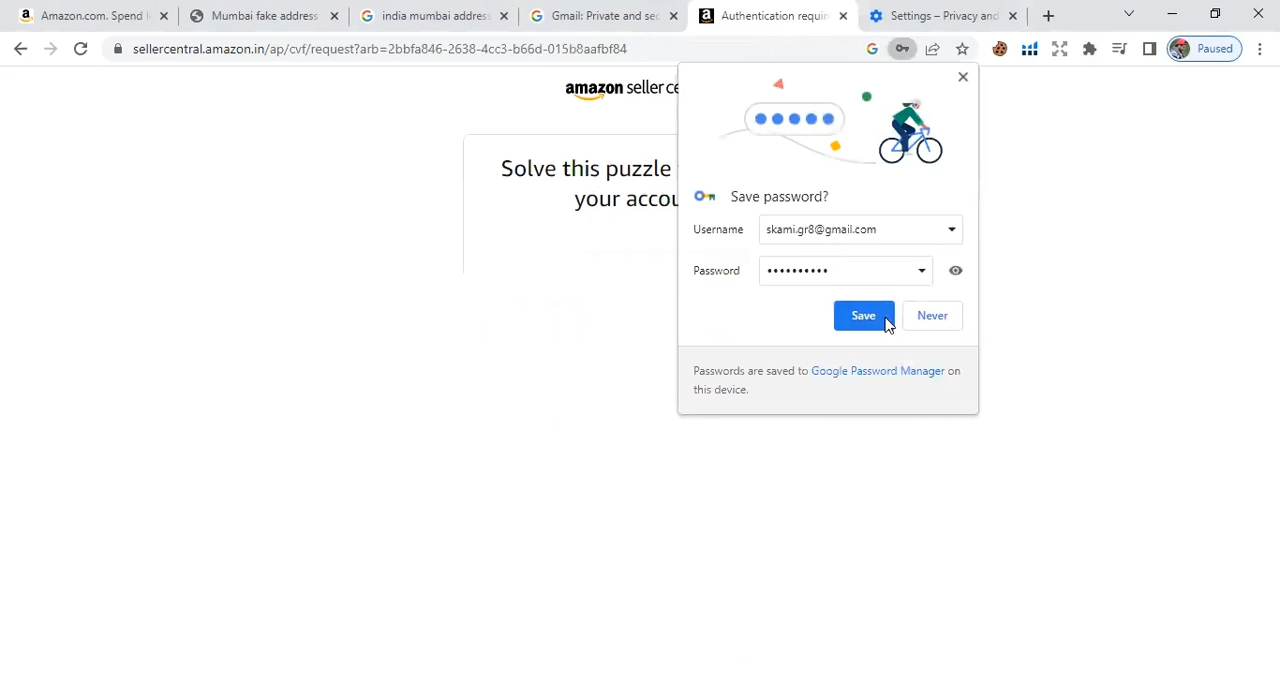 Amazon.com. Spend
Mumbai fake address
india mumbai address
Gmail: Private and sec
Authentication requir
Settings – Privacy and
sellercentral.amazon.in/ap/cvf/request?arb=2bbfa846-2638-4cc3-b66d-015b8aafbf84
Paused
amazon seller ce
Solve this puzzle
your accou
Save password?
Username skami.gr8@gmail.com
Password ••••••••••
Save Never
Passwords are saved to Google Password Manager on
this device.